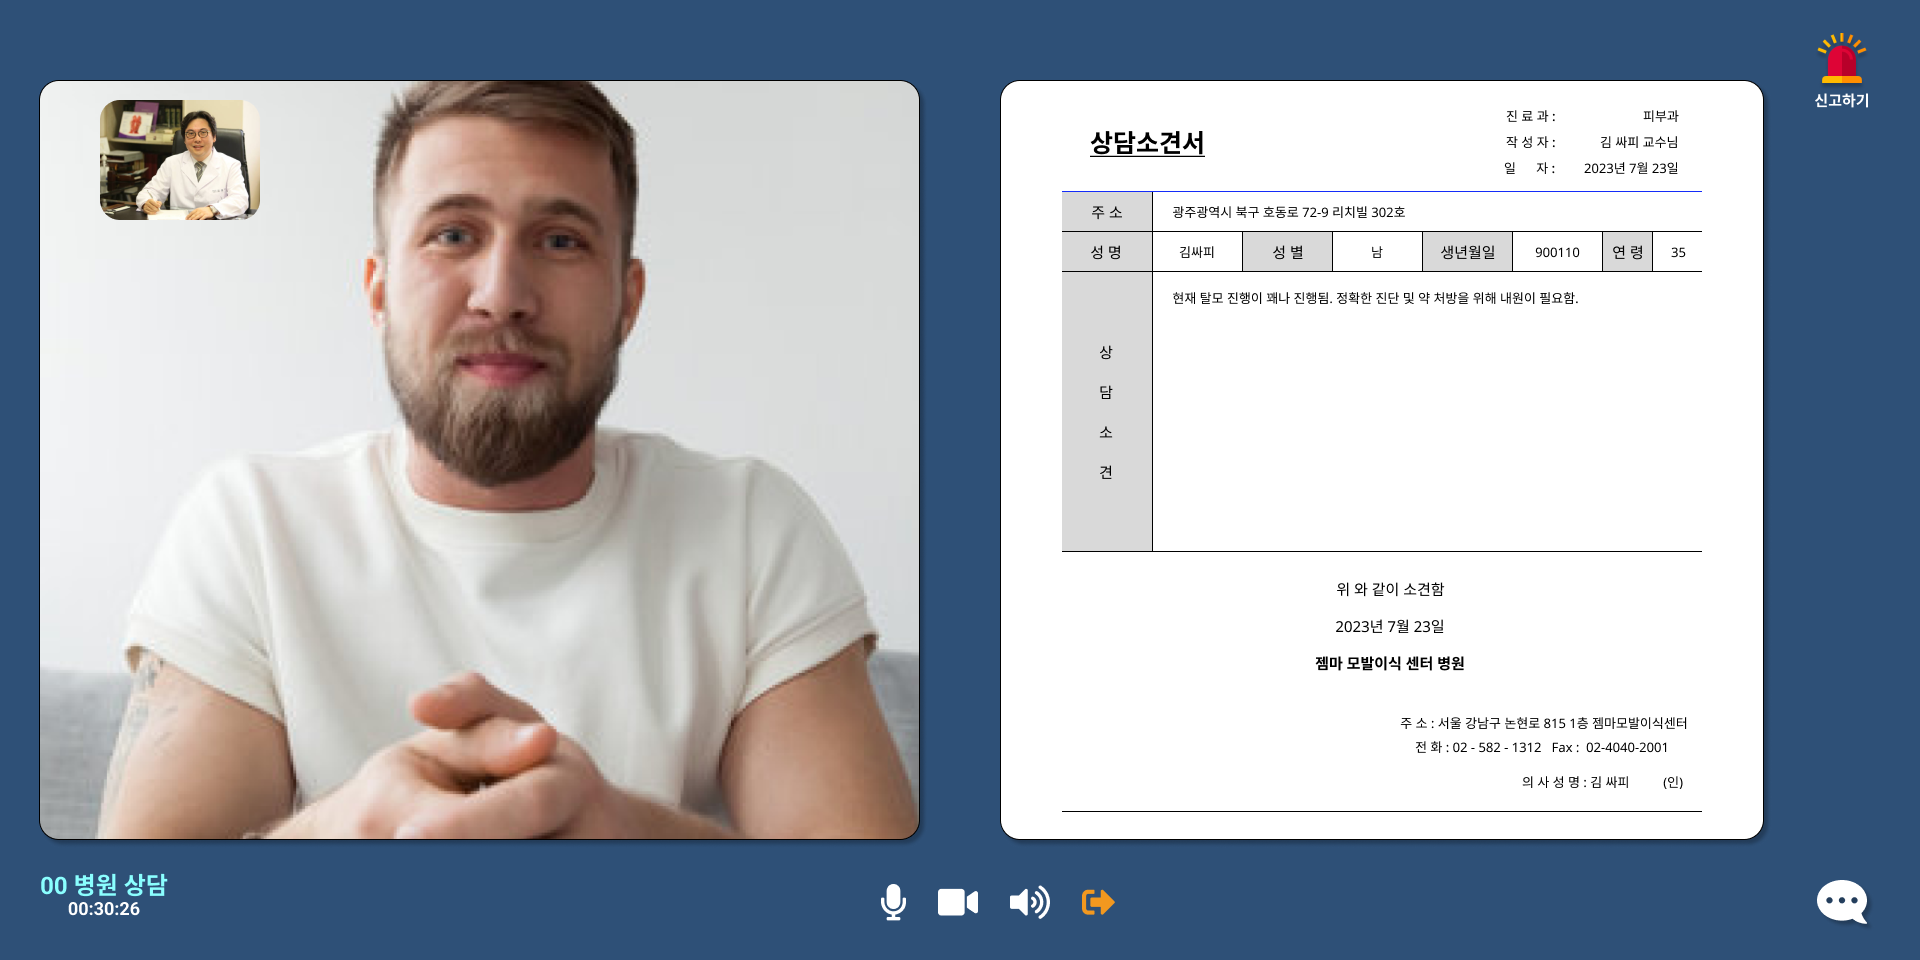 신고하기
상담소견서
진 료 과 : 피부과
작 성 자 : 김 싸피 교수님
일 자 : 2023년 7월 23일
주 소 광주광역시 북구 호동로 72-9 리치빌 302호
성 명 김싸피 성 별 남 생년월일 900110 연 령 35
현재 탈모 진행이 꽤나 진행됨. 정확한 진단 및 약 처방을 위해 내원이 필요함.
상
담
소
견
위 와 같이 소견함
2023년 7월 23일
젬마 모발이식 센터 병원
주 소 : 서울 강남구 논현로 815 1층 젬마모발이식센터
전 화 : 02 - 582 - 1312 Fax : 02-4040-2001
의 사 성 명 : 김 싸피 (인)
00 병원 상담
00:30:26